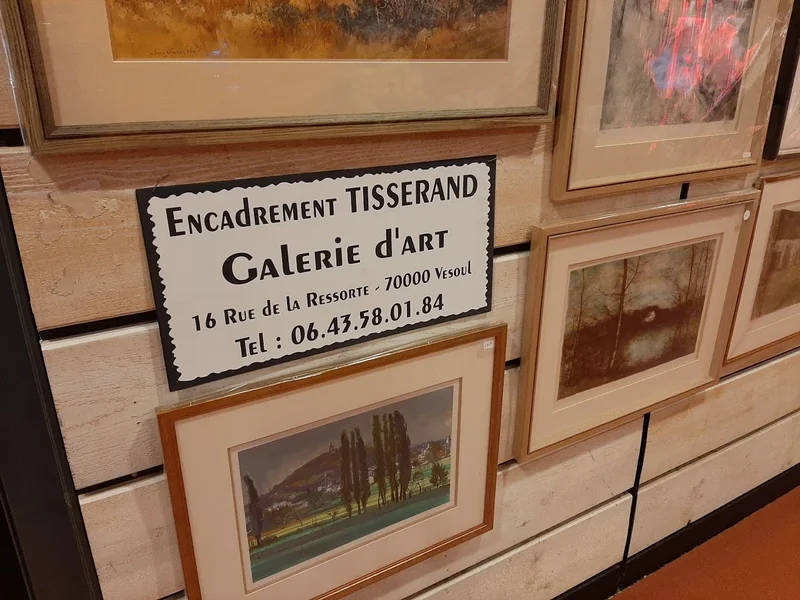 Encadrement TISSERAND
Galerie d'art
16 Rue de la Ressorte - 70000 Vesoul
Tel : 06.43.58.01.84